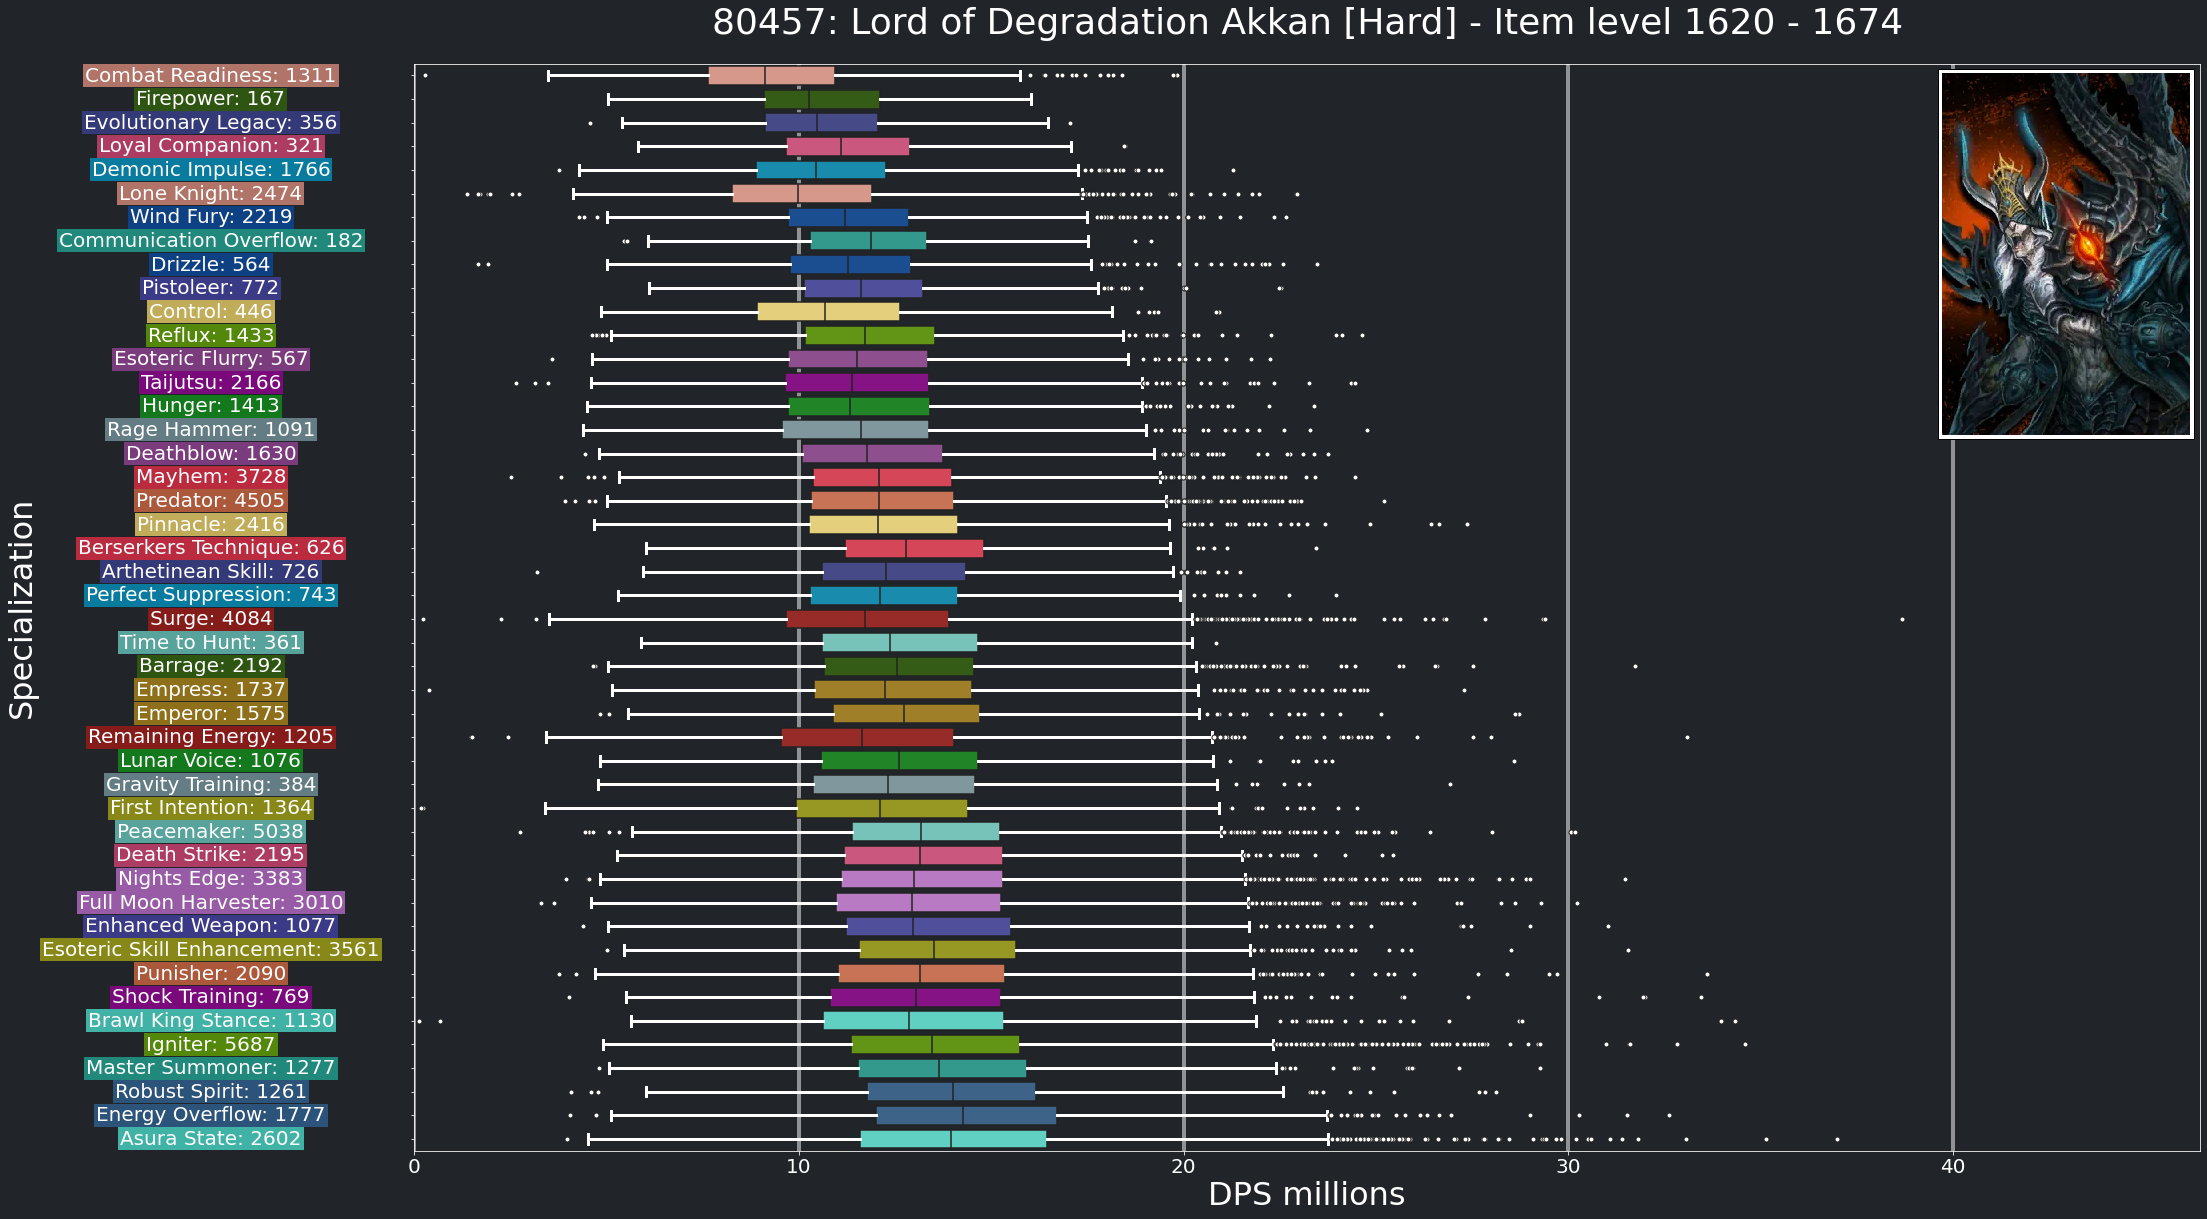 80457: Lord of Degradation Akkan [Hard] - Item level 1620 - 1674
Specialization
Combat Readiness: 1311
Firepower: 167
Evolutionary Legacy: 356
Loyal Companion: 321
Demonic Impulse: 1766
Lone Knight: 2474
Wind Fury: 2219
Communication Overflow: 182
Drizzle: 564
Pistoleer: 772
Control: 446
Reflux: 1433
Esoteric Flurry: 567
Taijutsu: 2166
Hunger: 1413
Rage Hammer: 1091
Deathblow: 1630
Mayhem: 3728
Predator: 4505
Pinnacle: 2416
Berserkers Technique: 626
Arthetinean Skill: 726
Perfect Suppression: 743
Surge: 4084
Time to Hunt: 361
Barrage: 2192
Empress: 1737
Emperor: 1575
Remaining Energy: 1205
Lunar Voice: 1076
Gravity Training: 384
First Intention: 1364
Peacemaker: 5038
Death Strike: 2195
Nights Edge: 3383
Full Moon Harvester: 3010
Enhanced Weapon: 1077
Esoteric Skill Enhancement: 3561
Punisher: 2090
Shock Training: 769
Brawl King Stance: 1130
Igniter: 5687
Master Summoner: 1277
Robust Spirit: 1261
Energy Overflow: 1777
Asura State: 2602
0 10 20 30 40
DPS millions